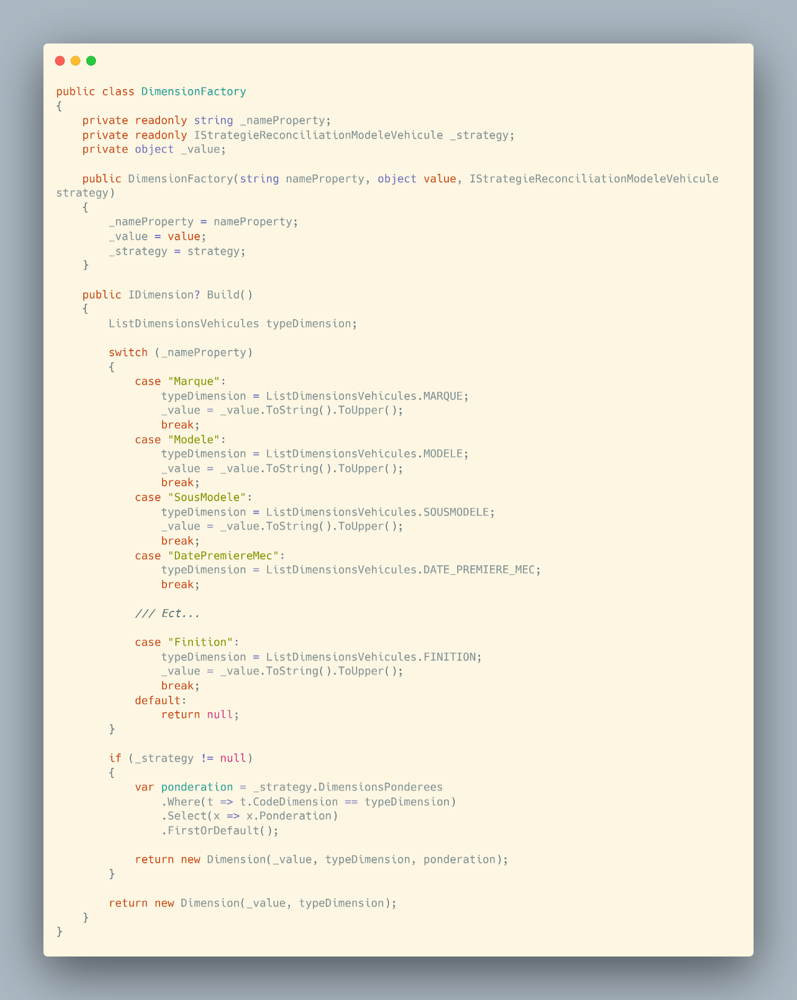 public class DimensionFactory
{
    private readonly string _nameProperty;
    private readonly IStrategieReconciliationModeleVehicule _strategy;
    private object _value;

    public DimensionFactory(string nameProperty, object value, IStrategieReconciliationModeleVehicule
strategy)
    {
        _nameProperty = nameProperty;
        _value = value;
        _strategy = strategy;
    }

    public IDimension? Build()
    {
        ListDimensionsVehicules typeDimension;

        switch (_nameProperty)
        {
            case "Marque":
                typeDimension = ListDimensionsVehicules.MARQUE;
                _value = _value.ToString().ToUpper();
                break;
            case "Modele":
                typeDimension = ListDimensionsVehicules.MODELE;
                _value = _value.ToString().ToUpper();
                break;
            case "SousModele":
                typeDimension = ListDimensionsVehicules.SOUSMODELE;
                _value = _value.ToString().ToUpper();
                break;
            case "DatePremiereMec":
                typeDimension = ListDimensionsVehicules.DATE_PREMIERE_MEC;
                break;

            /// Ect...

            case "Finition":
                typeDimension = ListDimensionsVehicules.FINITION;
                _value = _value.ToString().ToUpper();
                break;
            default:
                return null;
        }

        if (_strategy != null)
        {
            var ponderation = _strategy.DimensionsPonderees
                .Where(t => t.CodeDimension == typeDimension)
                .Select(x => x.Ponderation)
                .FirstOrDefault();

            return new Dimension(_value, typeDimension, ponderation);
        }

        return new Dimension(_value, typeDimension);
    }
}